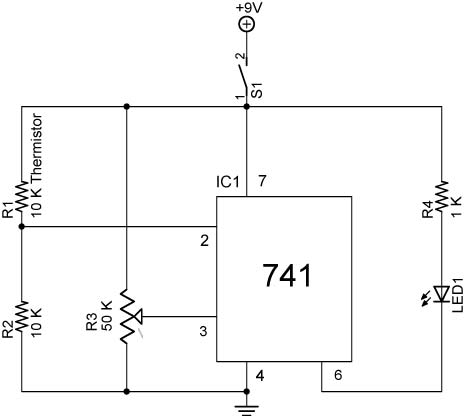 +9V
2
1
S1
R1
10 K Thermistor
IC1
7
R4
1 K
2
741
LED1
R2
10 K
R3
50 K
3
4
6